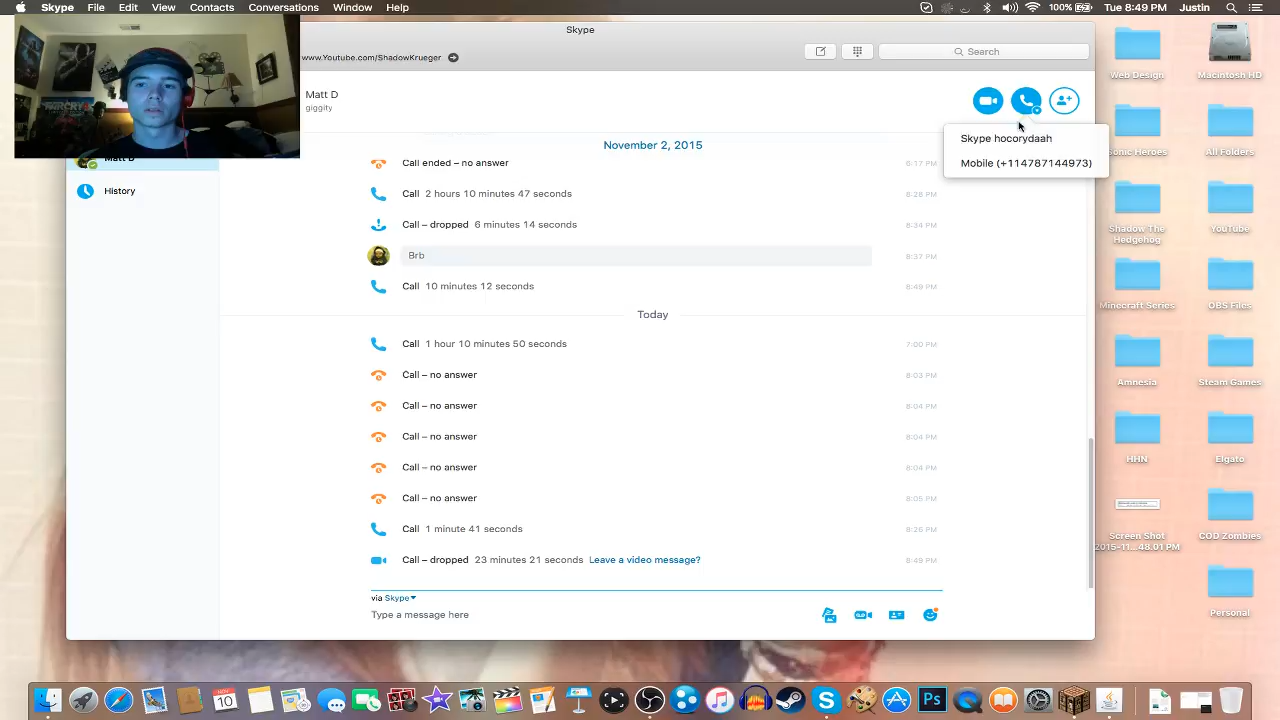 Skype File Edit View Contacts Conversations Window Help
100% Tue 8:49 PM Justin
Skype
www.Youtube.com/ShadowKrueger
Search
Matt D
giggity
Skype hocorydaah
Mobile (+114787144973)
Matt D
History
November 2, 2015
Call ended – no answer 6:17 PM
Call 2 hours 10 minutes 47 seconds 8:28 PM
Call – dropped 6 minutes 14 seconds 8:34 PM
Brb 8:37 PM
Call 10 minutes 12 seconds 8:49 PM
Today
Call 1 hour 10 minutes 50 seconds 7:00 PM
Call – no answer 8:03 PM
Call – no answer 8:04 PM
Call – no answer 8:04 PM
Call – no answer 8:04 PM
Call – no answer 8:05 PM
Call 1 minute 41 seconds 8:26 PM
Call – dropped 23 minutes 21 seconds Leave a video message? 8:49 PM
via Skype
Type a message here
Web Design
Macintosh HD
Sonic Heroes
All Folders
Shadow The
Hedgehog
YouTube
Minecraft Series
OBS Files
Amnesia
Steam Games
HHN
Elgato
Screen Shot
2015-11...48.01 PM
COD Zombies
Personal
NOV
10
Ps
FARCRY 3